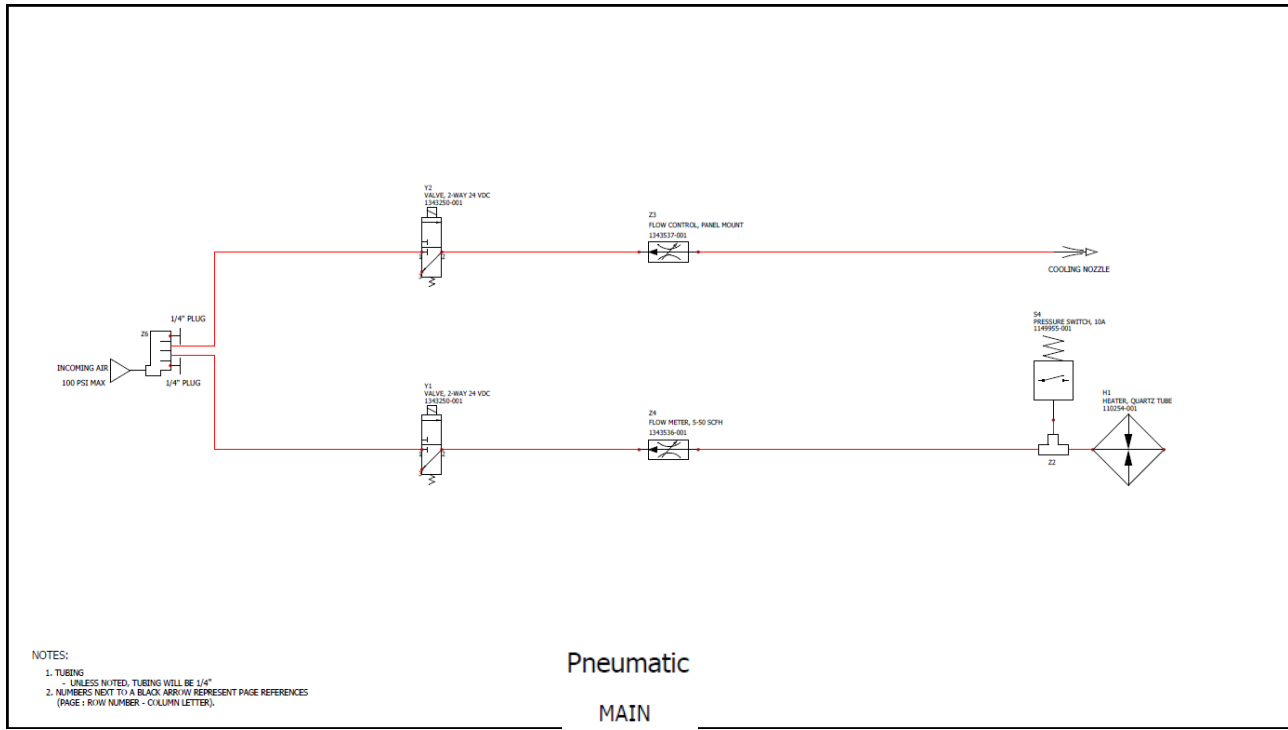 Y2
VALVE, 2-WAY 24 VDC
1343250-001
Z3
FLOW CONTROL, PANEL MOUNT
1343537-001
COOLING NOZZLE
1/4" PLUG
Z6
INCOMING AIR
100 PSI MAX
1/4" PLUG
S4
PRESSURE SWITCH, 10A
1149955-001
Y1
VALVE, 2-WAY 24 VDC
1343250-001
Z4
FLOW METER, 5-50 SCFH
1343536-001
H1
HEATER, QUARTZ TUBE
110254-001
Z2
NOTES:
1. TUBING
- UNLESS NOTED, TUBING WILL BE 1/4"
2. NUMBERS NEXT TO A BLACK ARROW REPRESENT PAGE REFERENCES
(PAGE : ROW NUMBER - COLUMN LETTER).
Pneumatic
MAIN